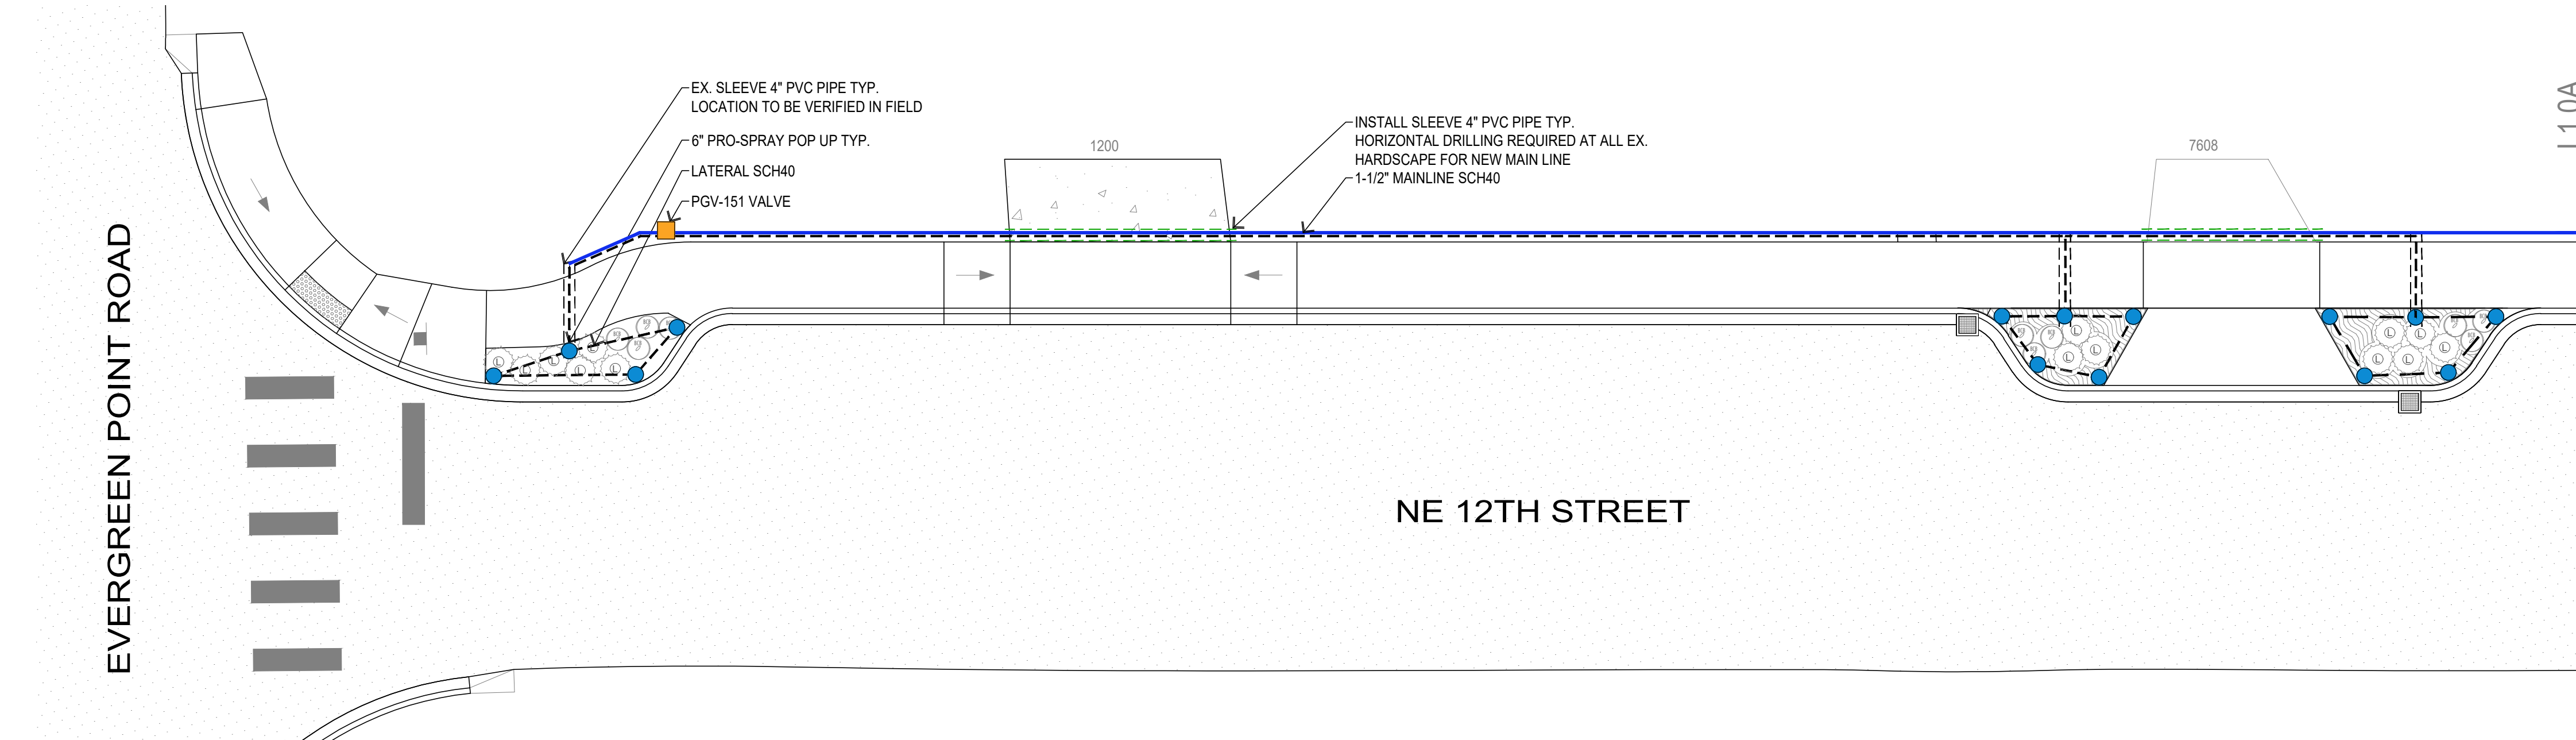 EX. SLEEVE 4" PVC PIPE TYP.
LOCATION TO BE VERIFIED IN FIELD
6" PRO-SPRAY POP UP TYP.
LATERAL SCH40
PGV-151 VALVE
1200
INSTALL SLEEVE 4" PVC PIPE TYP.
HORIZONTAL DRILLING REQUIRED AT ALL EX.
HARDSCAPE FOR NEW MAIN LINE
1-1/2" MAINLINE SCH40
7608
EVERGREEN POINT ROAD
NE 12TH STREET
L
L
L
L
L
L
L
L
L
L
L
L
L
L